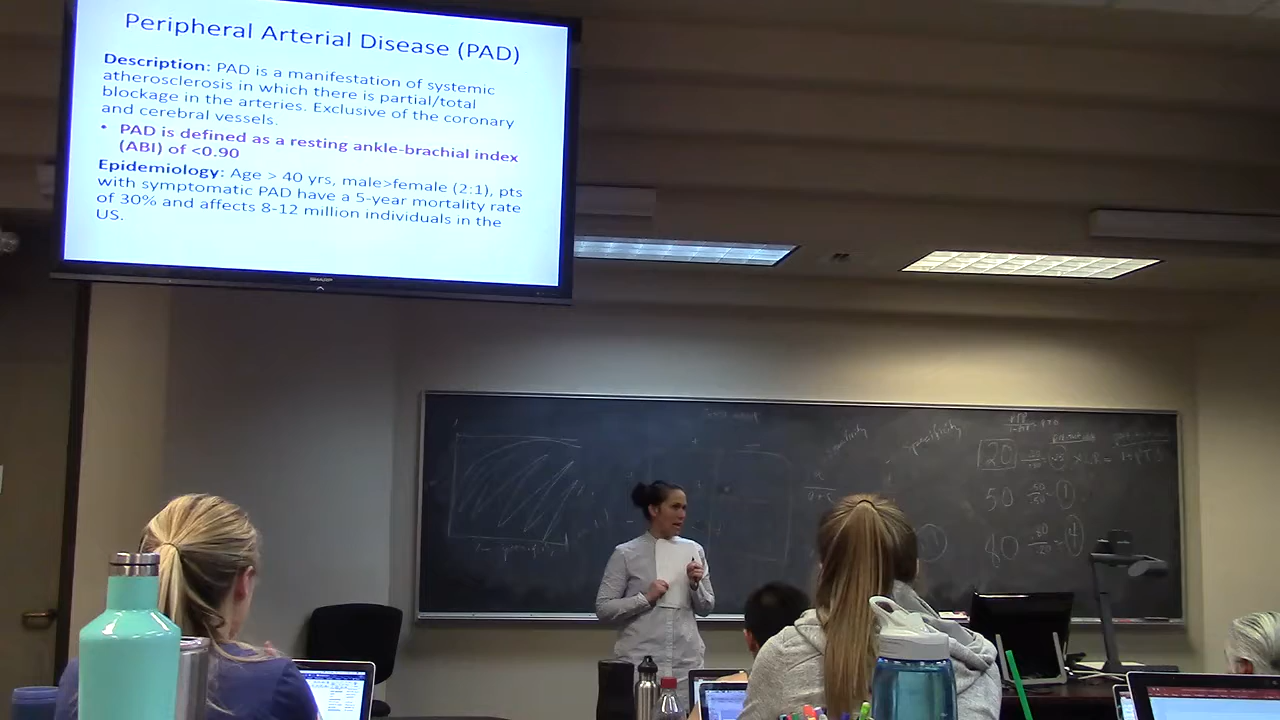 Peripheral Arterial Disease (PAD)
Description: PAD is a manifestation of systemic
atherosclerosis in which there is partial/total
blockage in the arteries. Exclusive of the coronary
and cerebral vessels.
• PAD is defined as a resting ankle-brachial index
(ABI) of <0.90
Epidemiology: Age > 40 yrs, male>female (2:1), pts
with symptomatic PAD have a 5-year mortality rate
of 30% and affects 8-12 million individuals in the
US.
SHARP
specificity
20
50
1
80
4